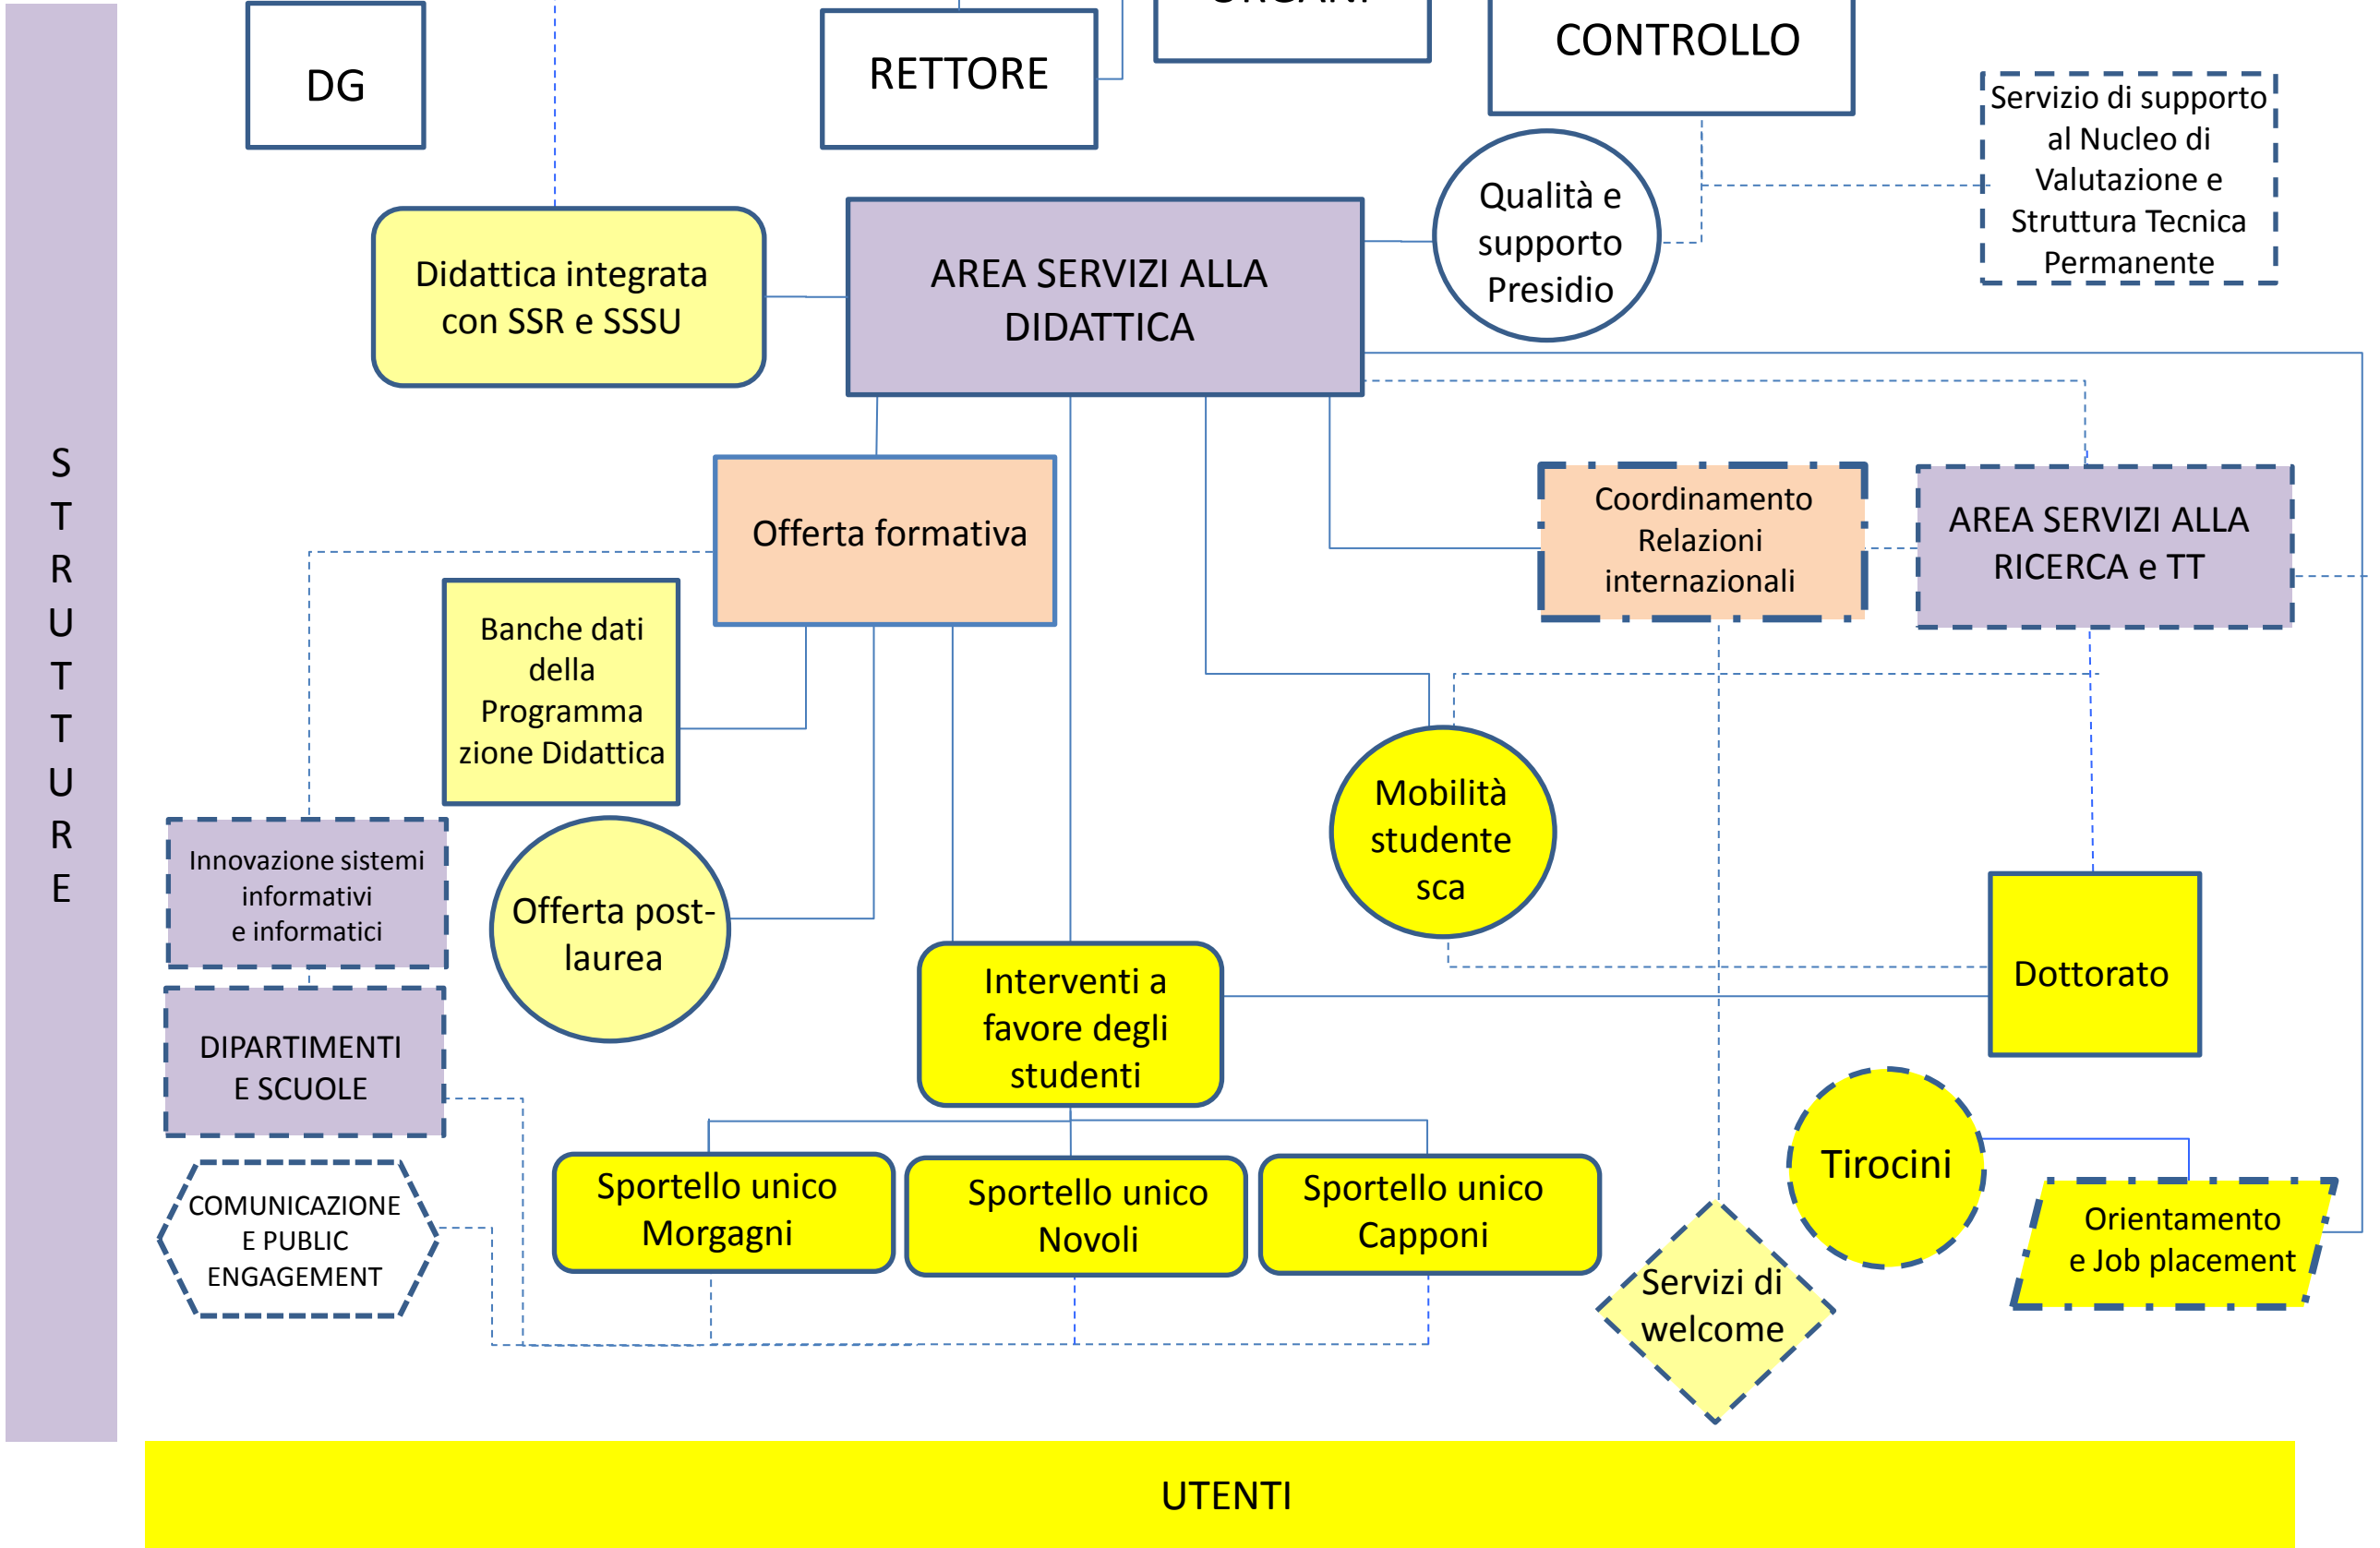 ORGANI
CONTROLLO
DG
RETTORE
Servizio di supporto
al Nucleo di
Valutazione e
Struttura Tecnica
Permanente
Qualità e
supporto
Presidio
Didattica integrata
con SSR e SSSU
AREA SERVIZI ALLA
DIDATTICA
S
T
R
U
T
T
U
R
E
Offerta formativa
Coordinamento
Relazioni
internazionali
AREA SERVIZI ALLA
RICERCA e TT
Banche dati
della
Programma
zione Didattica
Mobilità
studente
sca
Innovazione sistemi
informativi
e informatici
Offerta post-
laurea
Interventi a
favore degli
studenti
Dottorato
DIPARTIMENTI
E SCUOLE
Tirocini
COMUNICAZIONE
E PUBLIC
ENGAGEMENT
Sportello unico
Morgagni
Sportello unico
Novoli
Sportello unico
Capponi
Orientamento
e Job placement
Servizi di
welcome
UTENTI